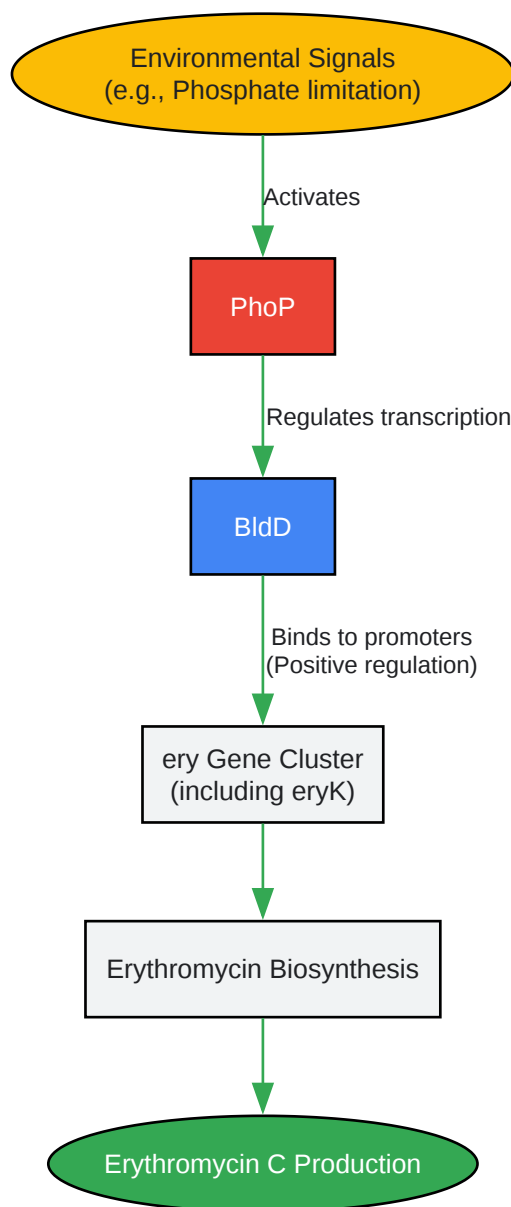 Environmental Signals
(e.g., Phosphate limitation)
Activates
PhoP
Regulates transcription
BldD
Binds to promoters
(Positive regulation)
ery Gene Cluster
(including eryK)
Erythromycin Biosynthesis
Erythromycin C Production